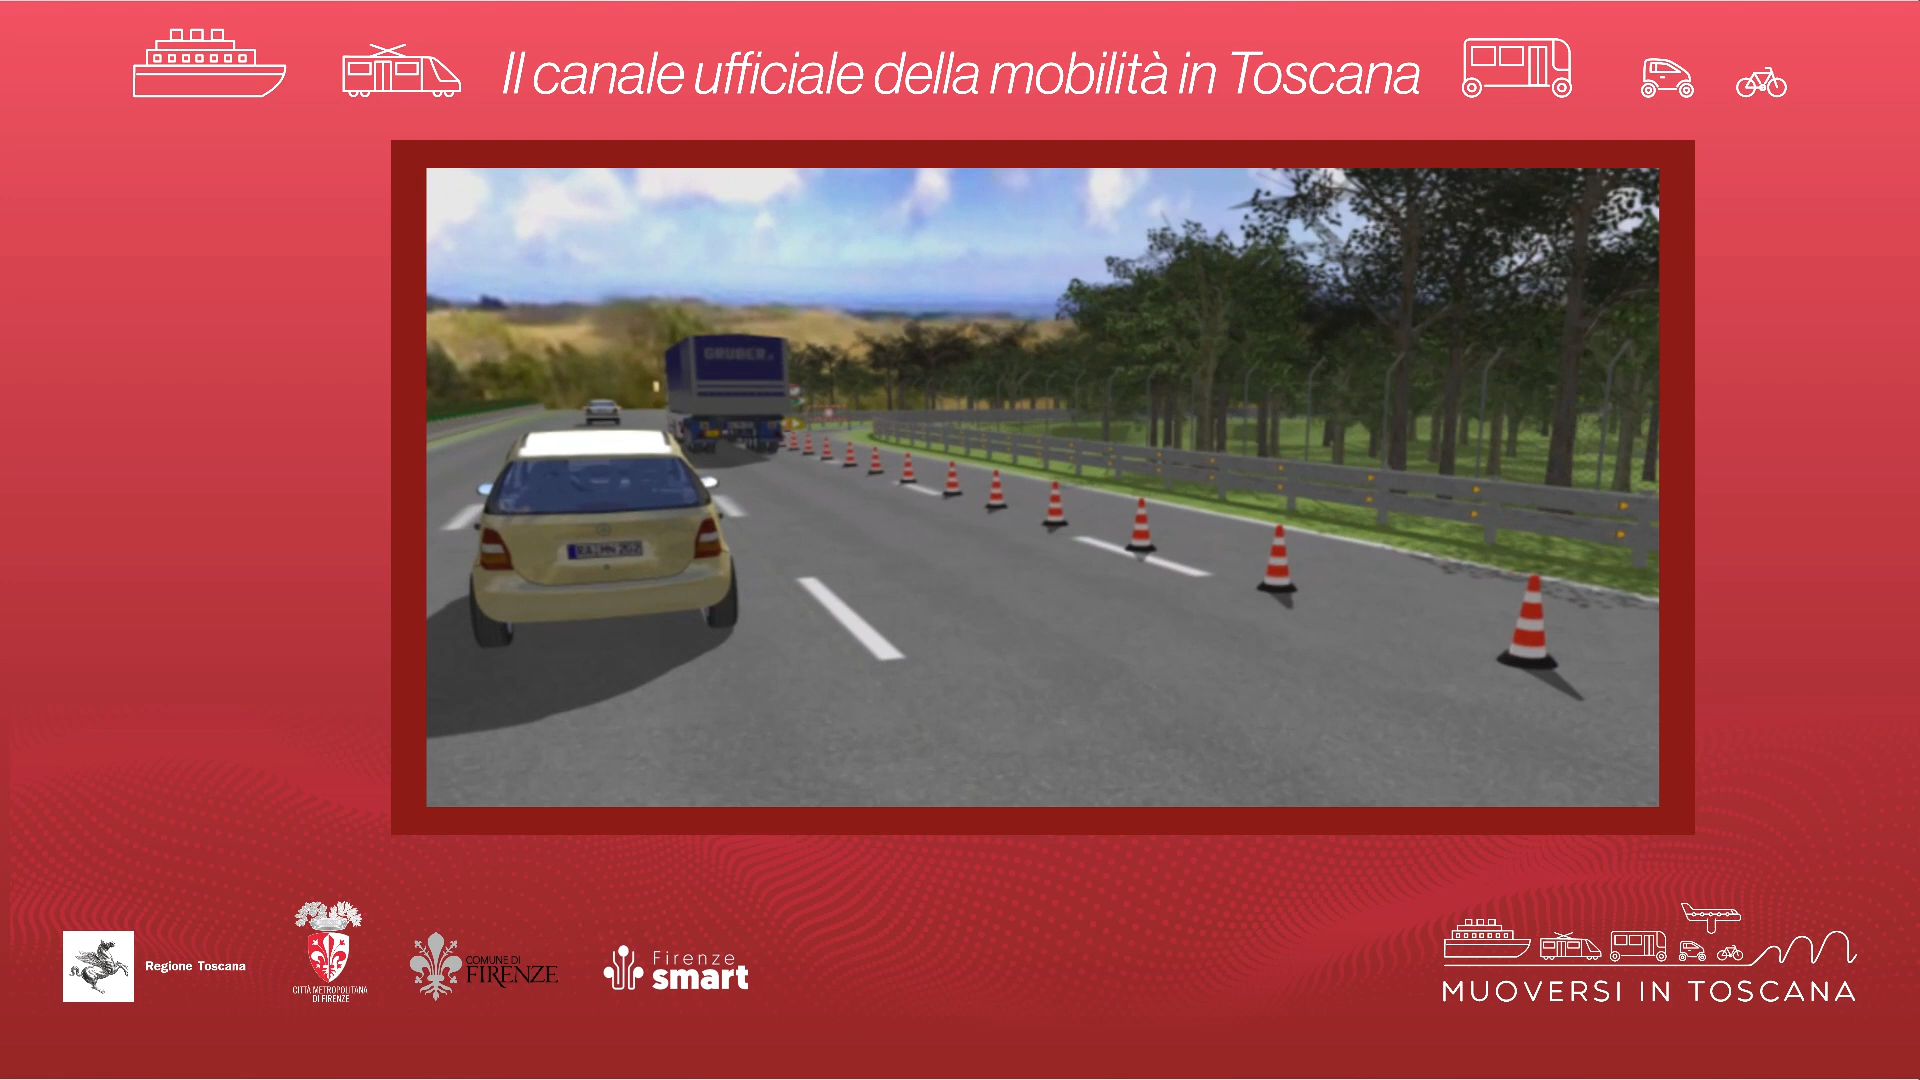 Il canale ufficiale della mobilità in Toscana
GRUBER
Regione Toscana
CITTÀ METROPOLITANA
DI FIRENZE
COMUNE DI
FIRENZE
Firenze
smart
MUOVERSI IN TOSCANA